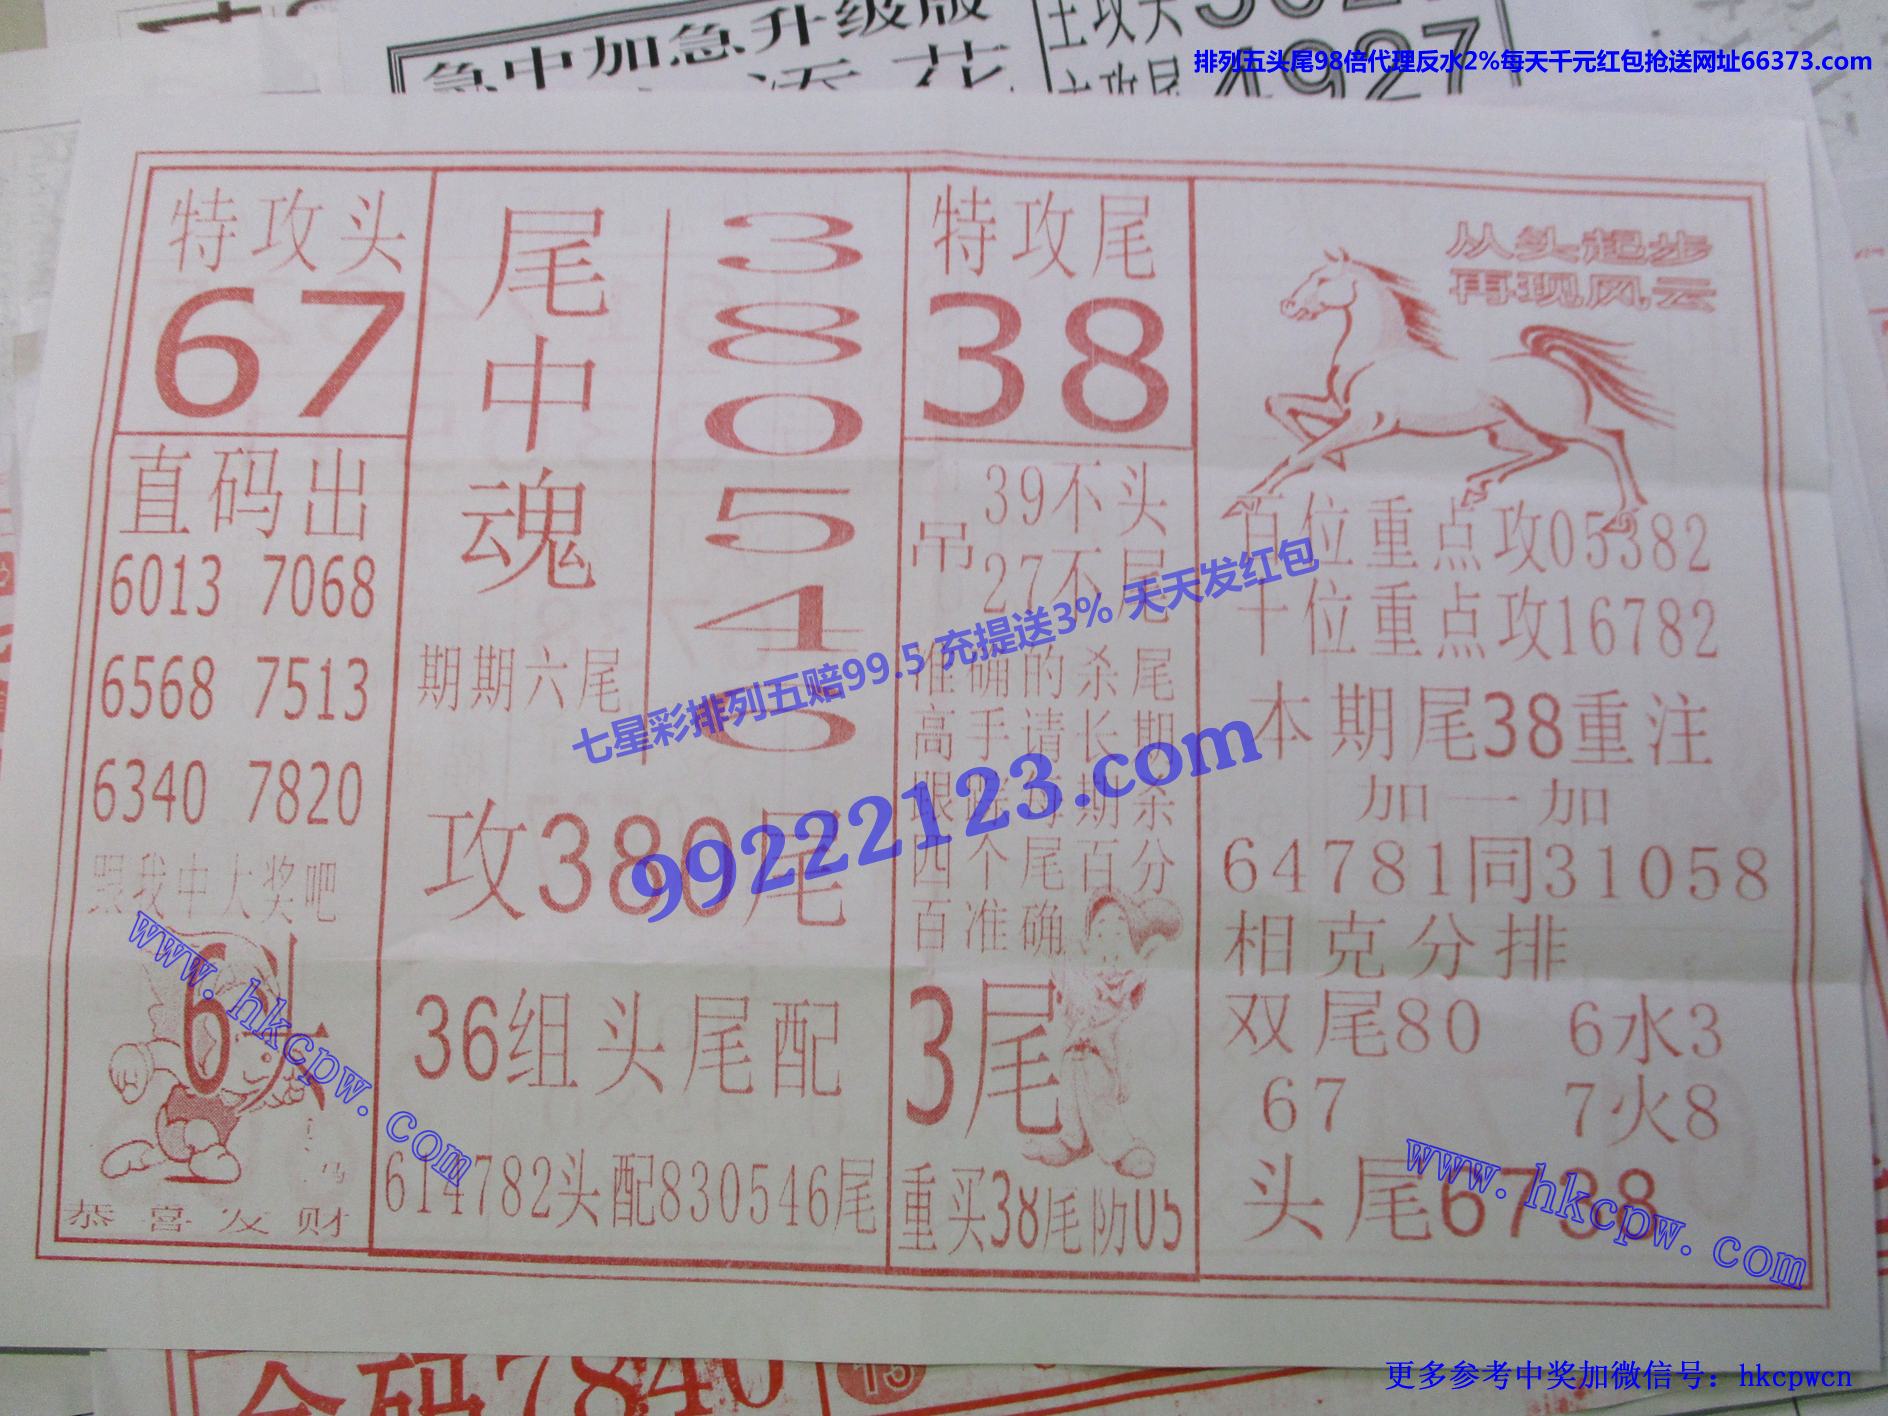 急中加急升级版
4927
排列五头尾98倍代理反水2%每天千元红包抢送网址66373.com
特攻头
67
直码出
6013 7068
6568 7513
6340 7820
跟我中大奖吧
6头
恭喜发财
尾中魂
期期六尾
380546
攻380尾
36组头尾配
614782头配830546尾
特攻尾
38
吊
39不头
27不尾
准确的杀尾
高手请长期
跟踪每期杀
四个尾百分
百准确
3尾
重买38尾防05
从头起步
再现风云
百位重点攻05382
十位重点攻16782
本期尾38重注
加一加
64781同31058
相克分排
双尾80 6水3
67 7火8
头尾6738
七星彩排列五赔99.5 充提送3% 天天发红包
99222123.com
www.hkcpw.com
www.hkcpw.com
7840
15
更多参考中奖加微信号：hkcpwcn